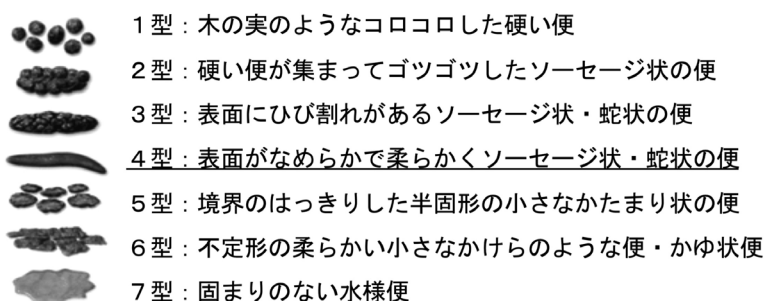 1型：木の実のようなコロコロした硬い便
2型：硬い便が集まってゴツゴツしたソーセージ状の便
3型：表面にひび割れがあるソーセージ状・蛇状の便
4型：表面がなめらかで柔らかくソーセージ状・蛇状の便
5型：境界のはっきりした半固形の小さなかたまり状の便
6型：不定形の柔らかい小さなかけらのような便・かゆ状便
7型：固まりのない水様便